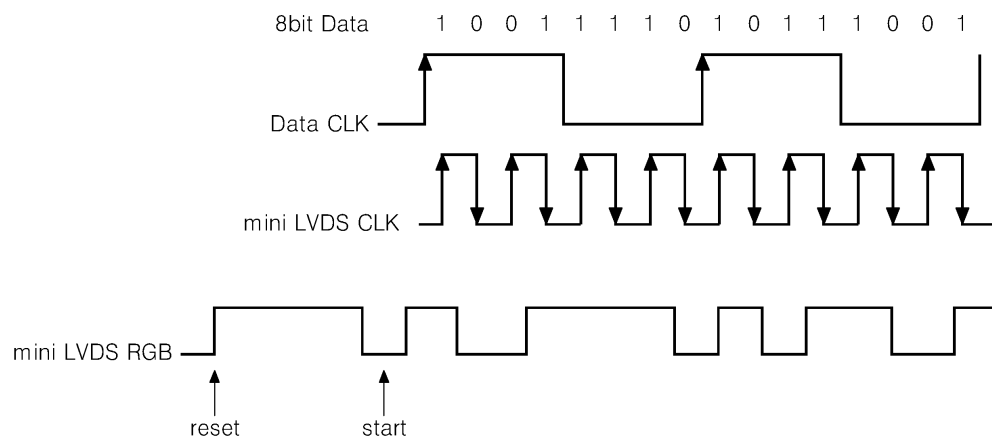 8bit Data 1 0 0 1 1 1 1 0 1 0 1 1 1 0 0 1
Data CLK
mini LVDS CLK
mini LVDS RGB
reset start